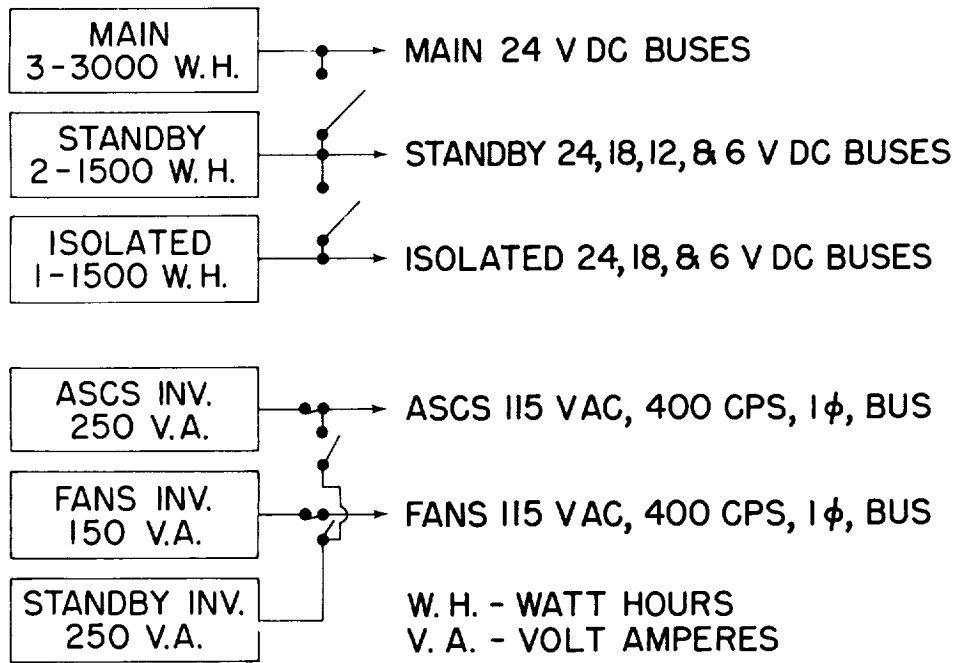 MAIN
3-3000 W.H.
MAIN 24 V DC BUSES
STANDBY
2-1500 W.H.
STANDBY 24, 18, 12, & 6 V DC BUSES
ISOLATED
1-1500 W.H.
ISOLATED 24, 18, & 6 V DC BUSES
ASCS INV.
250 V.A.
ASCS 115 VAC, 400 CPS, 1ϕ, BUS
FANS INV.
150 V.A.
FANS 115 VAC, 400 CPS, 1ϕ, BUS
STANDBY INV.
250 V.A.
W. H. - WATT HOURS
V. A. - VOLT AMPERES